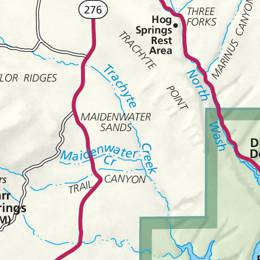 276
THREE
FORKS
Hog
Springs
Rest
Area
MARINUS CANYON
TRACHYTE
POINT
Trachyte
Creek
North
Wash
LOR RIDGES
MAIDENWATER
SANDS
Maidenwater
Cr
TRAIL CANYON
rings
M)
D
D